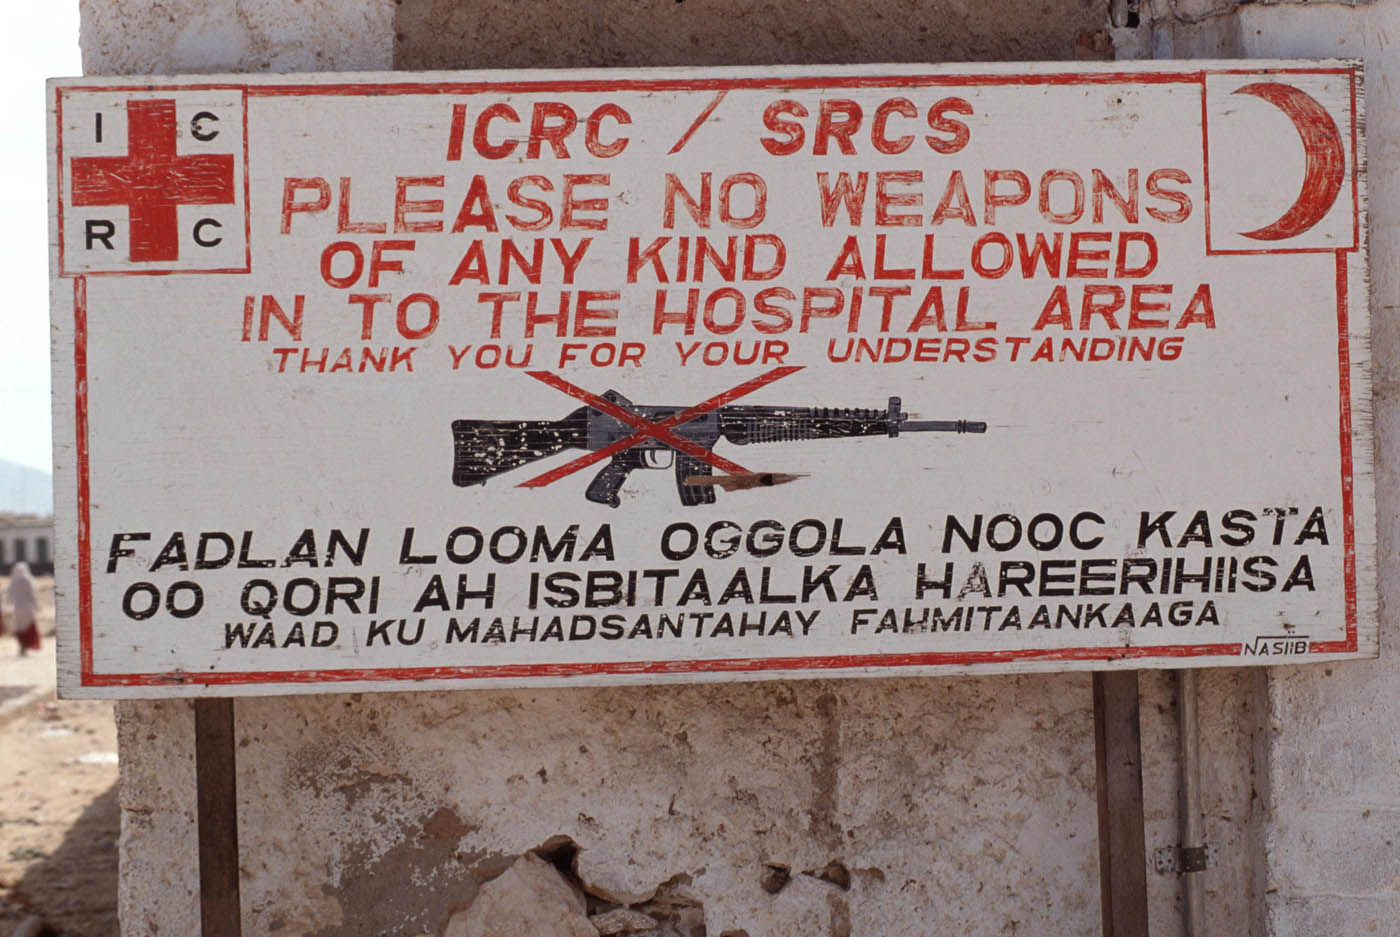 I C
R C
ICRC / SRCS
PLEASE NO WEAPONS
OF ANY KIND ALLOWED
IN TO THE HOSPITAL AREA
THANK YOU FOR YOUR UNDERSTANDING
FADLAN LOOMA OGGOLA NOOC KASTA
OO QORI AH ISBITAALKA HAREERIHIISA
WAAD KU MAHADSANTAHAY FAHMITAANKAAGA
NASIIB